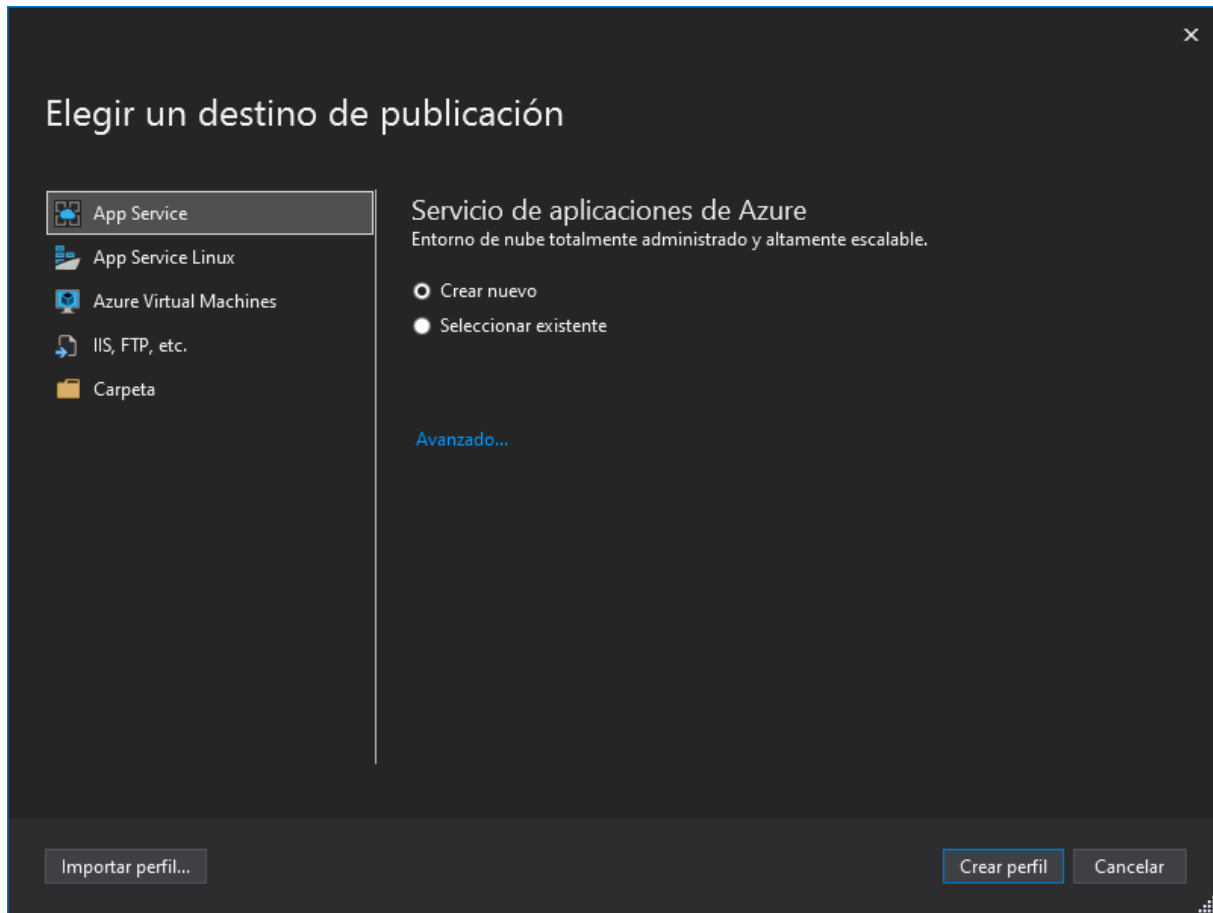 Elegir un destino de publicación
App Service
App Service Linux
Azure Virtual Machines
IIS, FTP, etc.
Carpeta
Servicio de aplicaciones de Azure
Entorno de nube totalmente administrado y altamente escalable.
Crear nuevo
Seleccionar existente
Avanzado...
Importar perfil...
Crear perfil
Cancelar